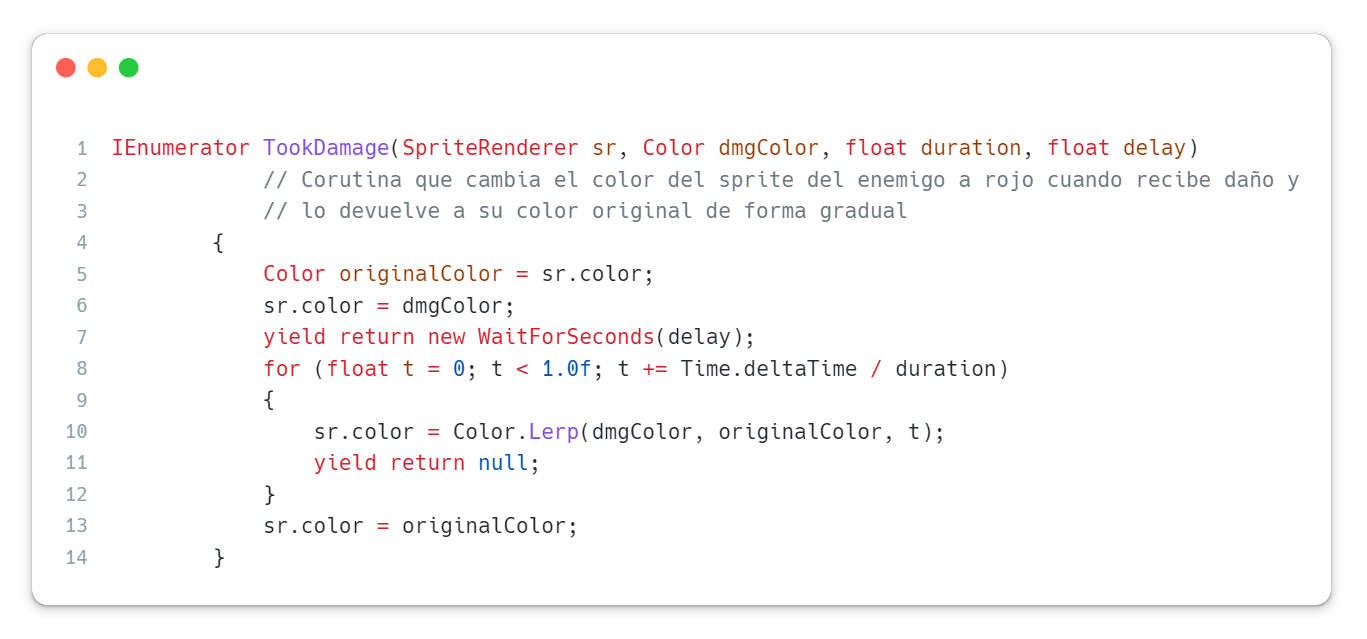 1 IEnumerator TookDamage(SpriteRenderer sr, Color dmgColor, float duration, float delay)
2 // Corutina que cambia el color del sprite del enemigo a rojo cuando recibe daño y
3 // lo devuelve a su color original de forma gradual
4 {
5 Color originalColor = sr.color;
6 sr.color = dmgColor;
7 yield return new WaitForSeconds(delay);
8 for (float t = 0; t < 1.0f; t += Time.deltaTime / duration)
9 {
10 sr.color = Color.Lerp(dmgColor, originalColor, t);
11 yield return null;
12 }
13 sr.color = originalColor;
14 }